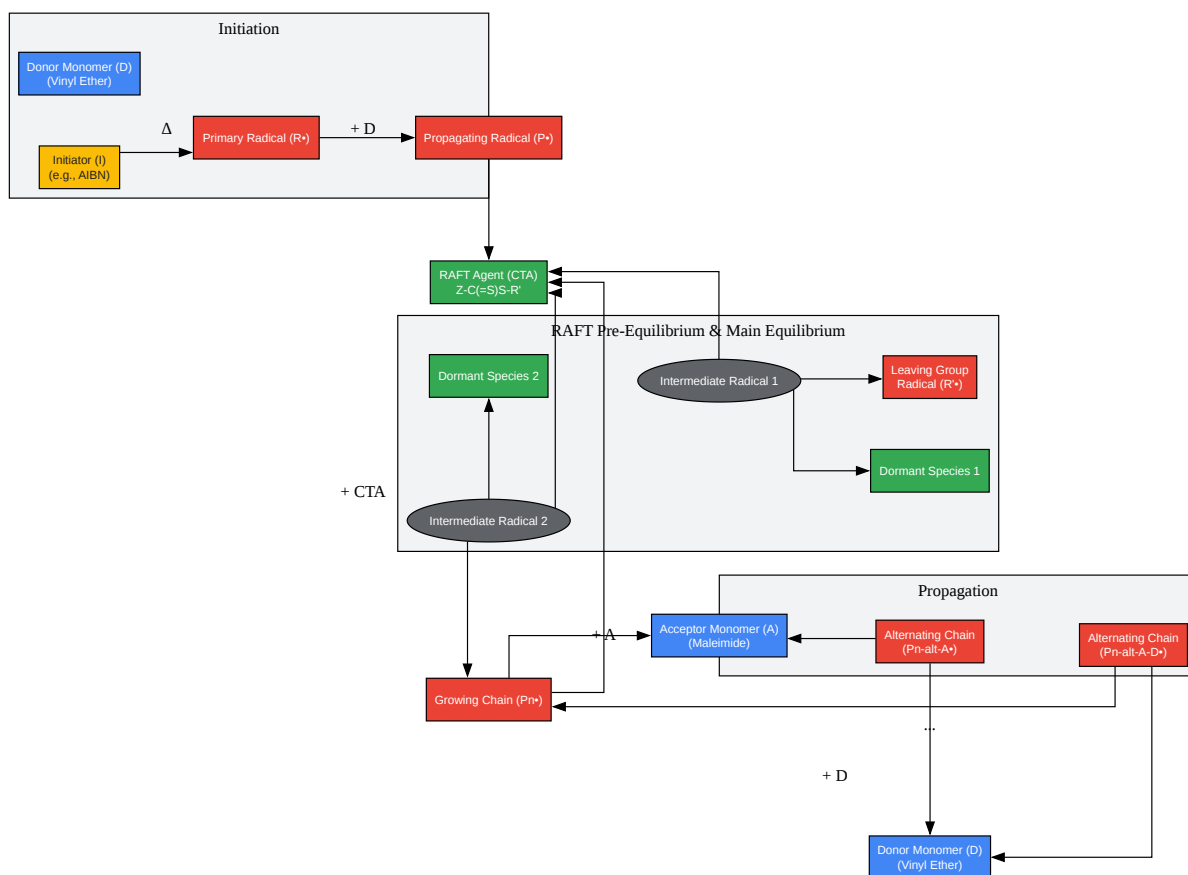 Initiation
Donor Monomer (D)
(Vinyl Ether)
Δ
Primary Radical (R•)
+ D
Propagating Radical (P•)
Initiator (I)
(e.g., AIBN)
RAFT Agent (CTA)
Z-C(=S)S-R'
RAFT Pre-Equilibrium & Main Equilibrium
Dormant Species 2
Intermediate Radical 1
Leaving Group
Radical (R'•)
Dormant Species 1
+ CTA
Intermediate Radical 2
Propagation
Acceptor Monomer (A)
(Maleimide)
+ A
Alternating Chain
(Pn-alt-A•)
Alternating Chain
(Pn-alt-A-D•)
Growing Chain (Pn•)
...
+ D
Donor Monomer (D)
(Vinyl Ether)